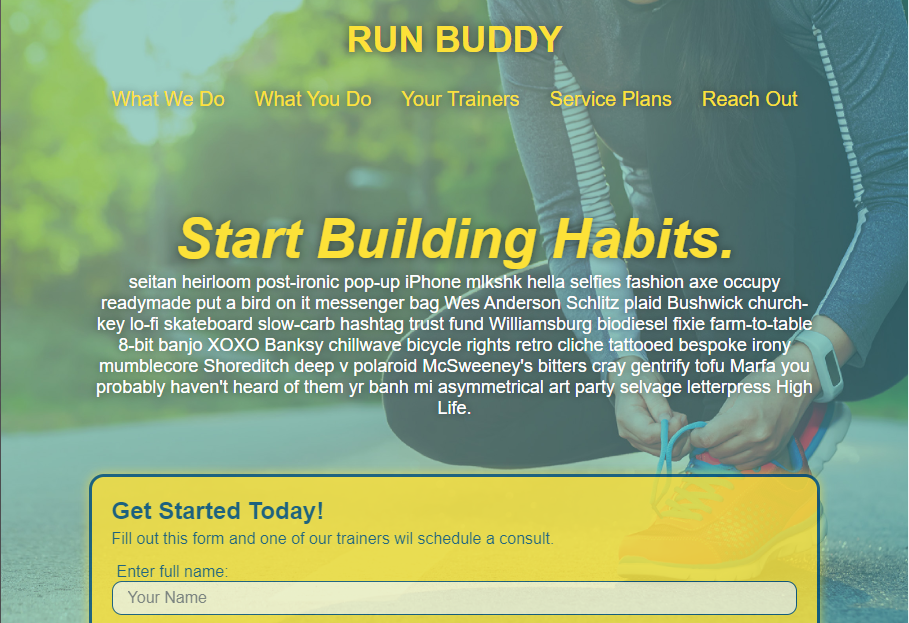 RUN BUDDY
What We Do What You Do Your Trainers Service Plans Reach Out
Start Building Habits.
seitan heirloom post-ironic pop-up iPhone mlkshk hella selfies fashion axe occupy
readymade put a bird on it messenger bag Wes Anderson Schlitz plaid Bushwick church-
key lo-fi skateboard slow-carb hashtag trust fund Williamsburg biodiesel fixie farm-to-table
8-bit banjo XOXO Banksy chillwave bicycle rights retro cliche tattooed bespoke irony
mumblecore Shoreditch deep v polaroid McSweeney's bitters cray gentrify tofu Marfa you
probably haven't heard of them yr banh mi asymmetrical art party selvage letterpress High
Life.
Get Started Today!
Fill out this form and one of our trainers wil schedule a consult.
Enter full name:
Your Name